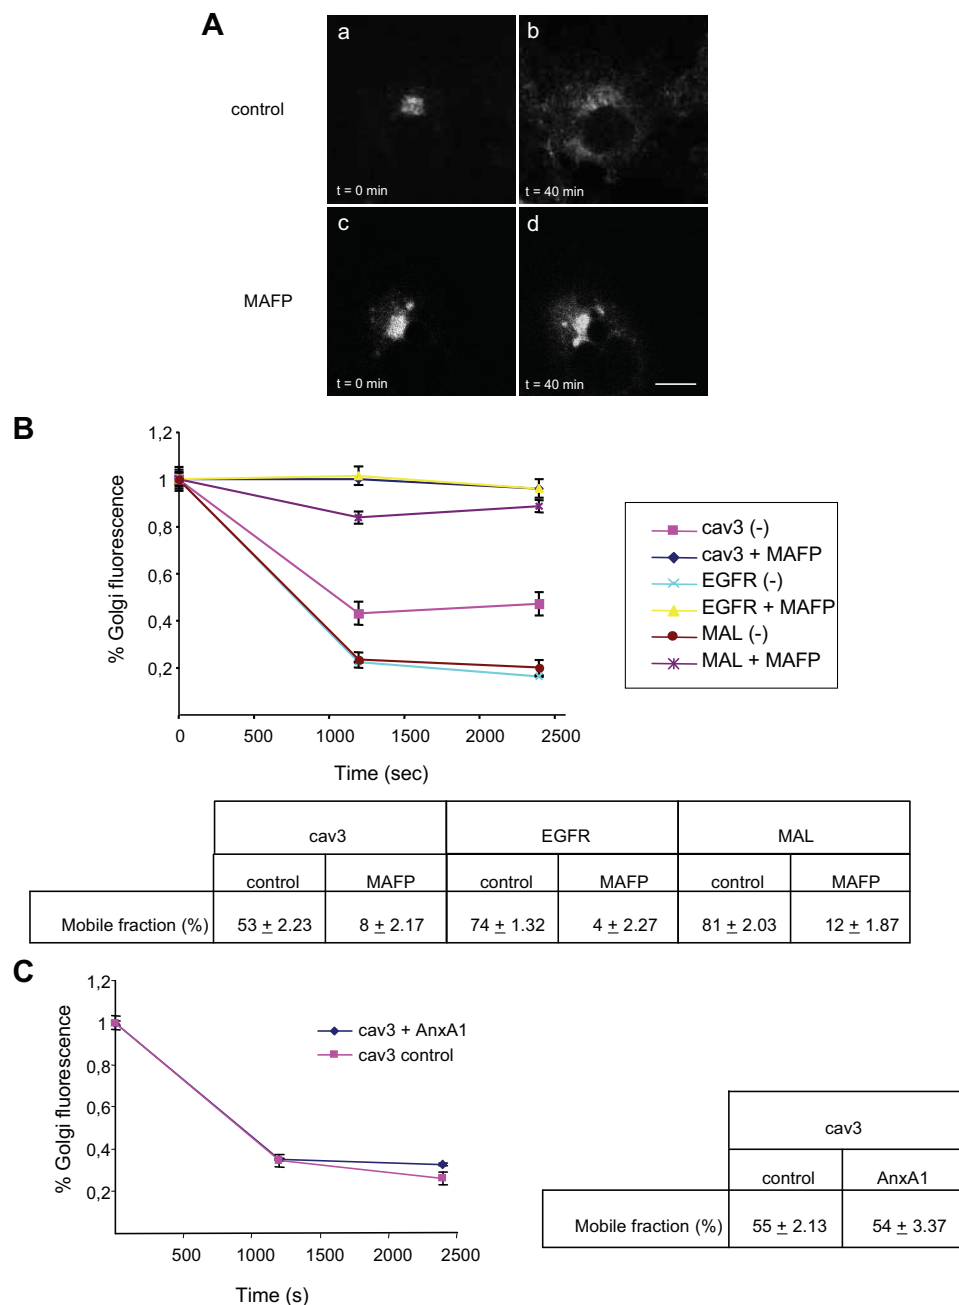 A
a
b
control
t = 0 min
t = 40 min
c
d
MAFP
t = 0 min
t = 40 min
B
1,2
1
0,8
0,6
0,4
0,2
% Golgi fluorescence
0
500
1000
1500
2000
2500
Time (sec)
cav3 (-)
cav3 + MAFP
EGFR (-)
EGFR + MAFP
MAL (-)
MAL + MAFP
cav3
EGFR
MAL
control
MAFP
control
MAFP
control
MAFP
Mobile fraction (%)
53 ± 2.23
8 ± 2.17
74 ± 1.32
4 ± 2.27
81 ± 2.03
12 ± 1.87
C
1,2
1
0,8
0,6
0,4
0,2
% Golgi fluorescence
500
1000
1500
2000
2500
Time (s)
cav3 + AnxA1
cav3 control
cav3
control
AnxA1
Mobile fraction (%)
55 ± 2.13
54 ± 3.37